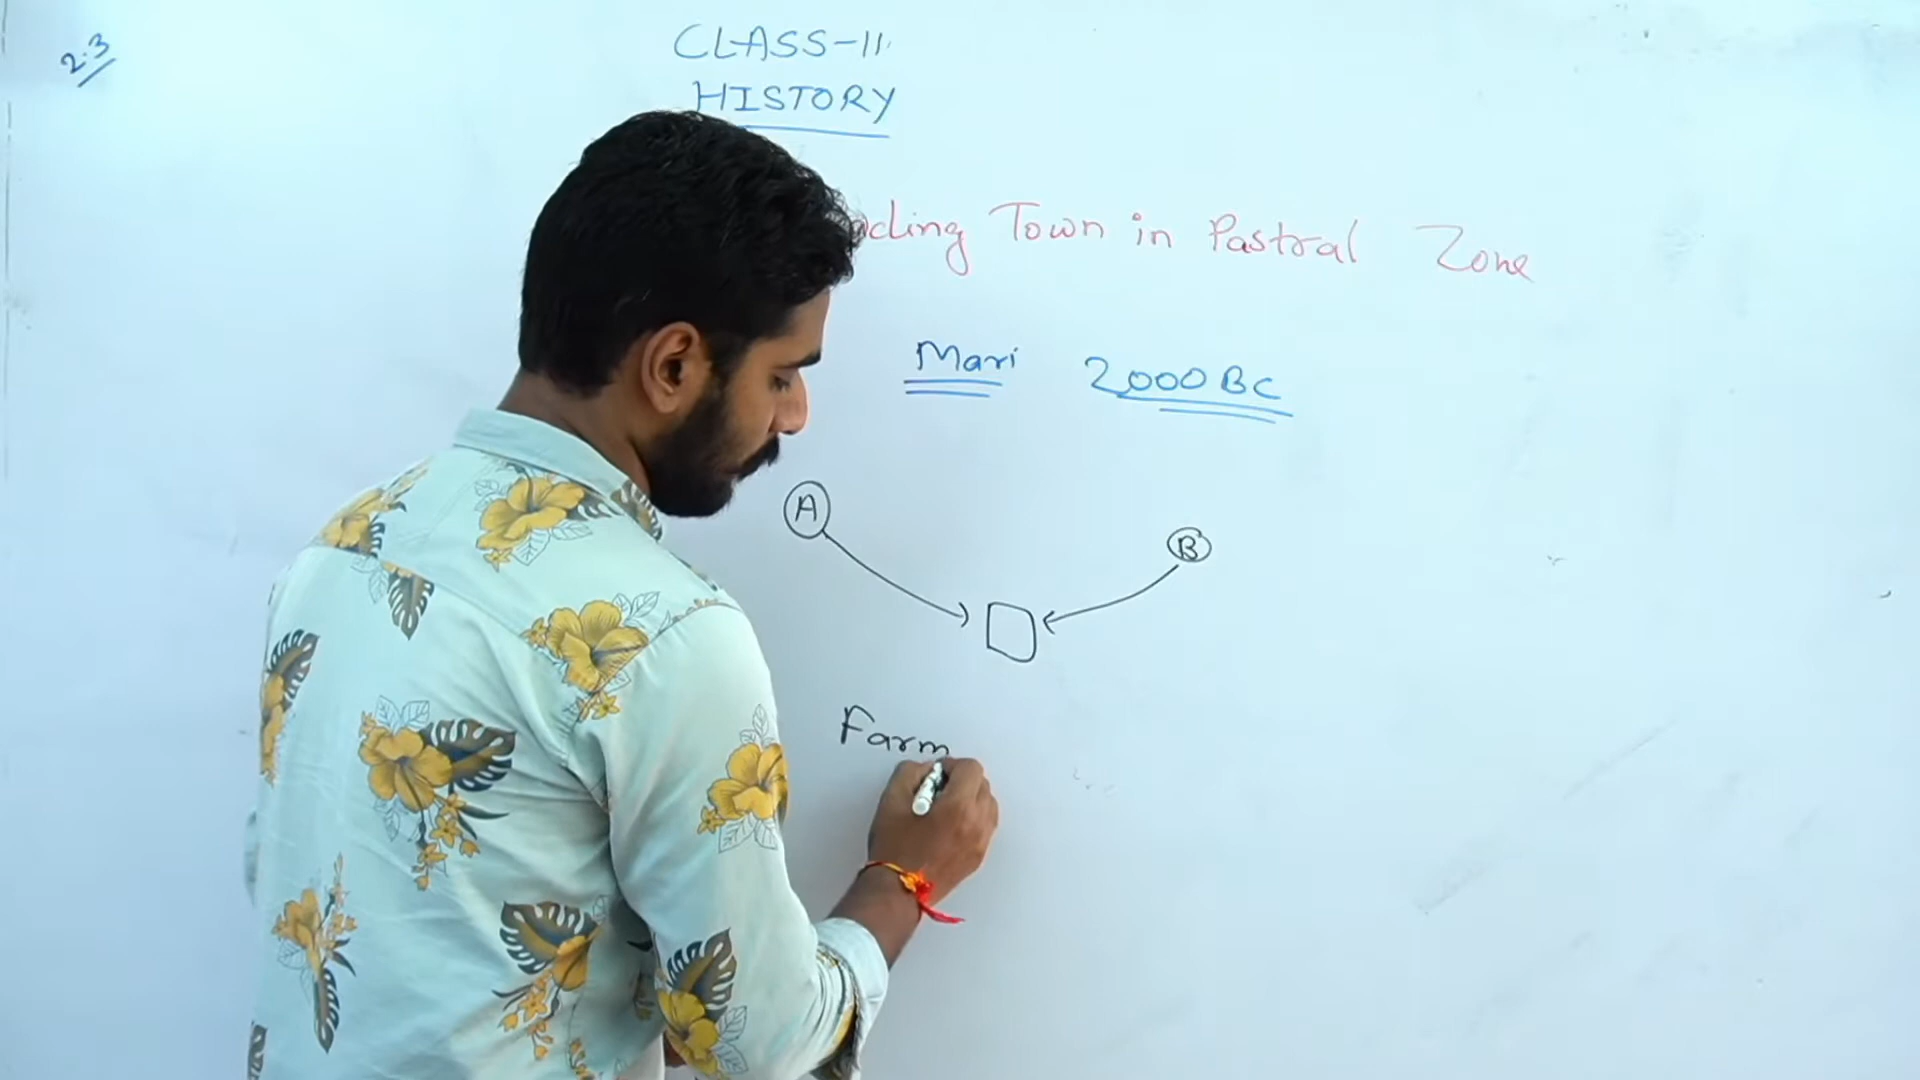 2.3
CLASS-11
HISTORY
Town in Pastral Zone
Mari 2000 BC
A
B
Farm